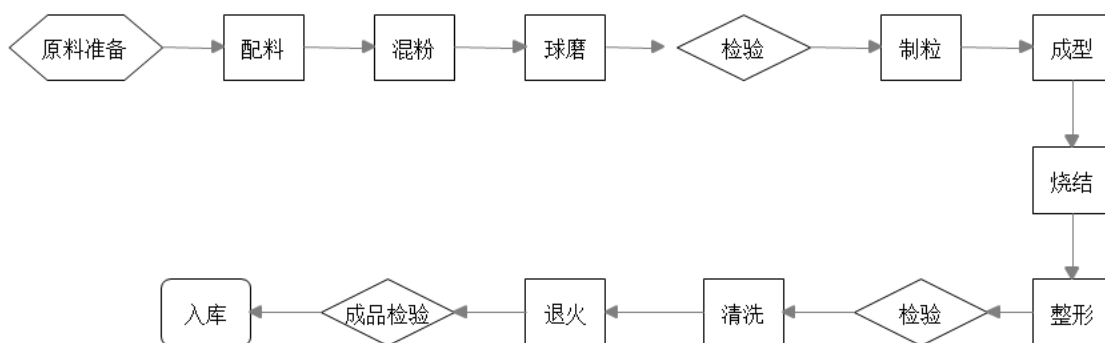 原料准备
配料
混粉
球磨
检验
制粒
成型
烧结
整形
检验
清洗
退火
成品检验
入库